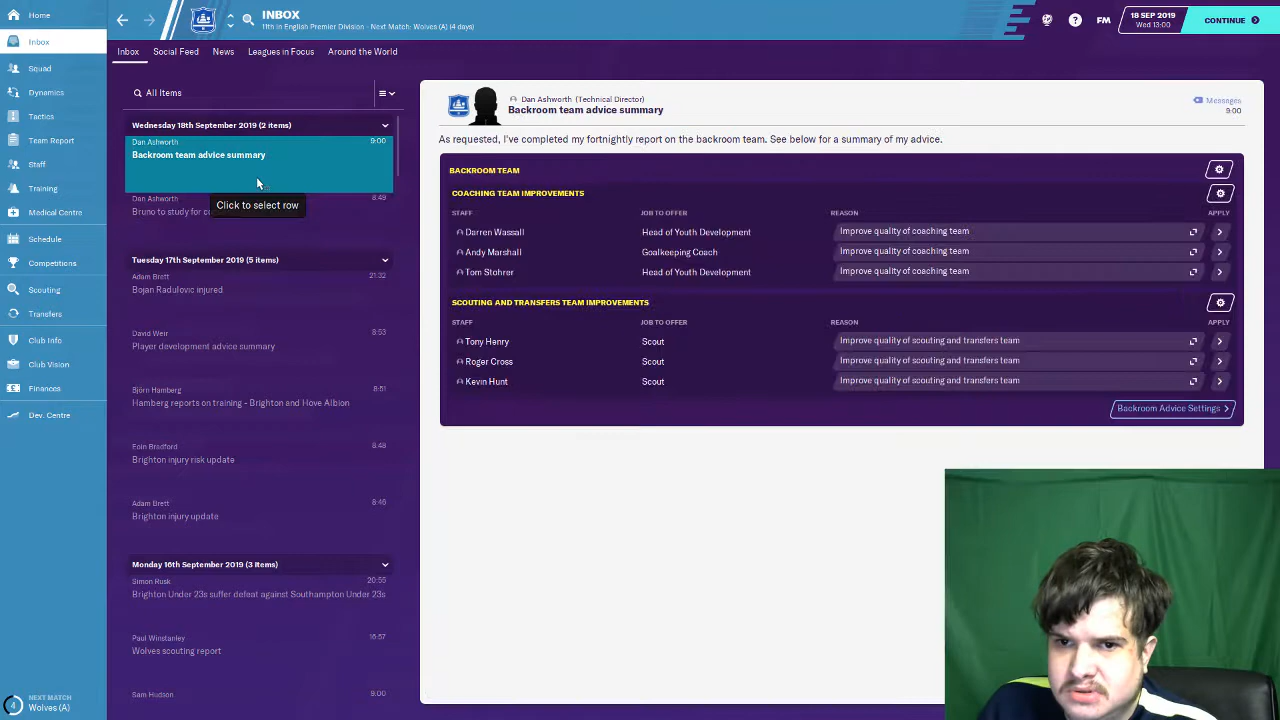 Home
Inbox
Squad
Dynamics
Tactics
Team Report
Staff
Training
Medical Centre
Schedule
Competitions
Scouting
Transfers
Club Info
Club Vision
Finances
Dev. Centre
4
NEXT MATCH
Wolves (A)
INBOX
11th in English Premier Division - Next Match: Wolves (A) (4 days)
?
FM
18 SEP 2019
Wed 13:00
CONTINUE
Inbox
Social Feed
News
Leagues in Focus
Around the World
All Items
Wednesday 18th September 2019 (2 items)
Dan Ashworth
9:00
Backroom team advice summary
Click to select row
Dan Ashworth
8:49
Bruno to study for
Tuesday 17th September 2019 (5 items)
Adam Brett
21:32
Bojan Radulovic injured
David Weir
8:53
Player development advice summary
Björn Hamberg
8:51
Hamberg reports on training - Brighton and Hove Albion
Eoin Bradford
8:48
Brighton injury risk update
Adam Brett
8:46
Brighton injury update
Monday 16th September 2019 (3 items)
Simon Rusk
20:55
Brighton Under 23s suffer defeat against Southampton Under 23s
Paul Winstanley
16:57
Wolves scouting report
Sam Hudson
9:00
Dan Ashworth (Technical Director)
Backroom team advice summary
Messages
9:00
As requested, I've completed my fortnightly report on the backroom team. See below for a summary of my advice.
BACKROOM TEAM
COACHING TEAM IMPROVEMENTS
STAFF JOB TO OFFER REASON APPLY
Darren Wassall Head of Youth Development Improve quality of coaching team
Andy Marshall Goalkeeping Coach Improve quality of coaching team
Tom Stohrer Head of Youth Development Improve quality of coaching team
SCOUTING AND TRANSFERS TEAM IMPROVEMENTS
STAFF JOB TO OFFER REASON APPLY
Tony Henry Scout Improve quality of scouting and transfers team
Roger Cross Scout Improve quality of scouting and transfers team
Kevin Hunt Scout Improve quality of scouting and transfers team
Backroom Advice Settings